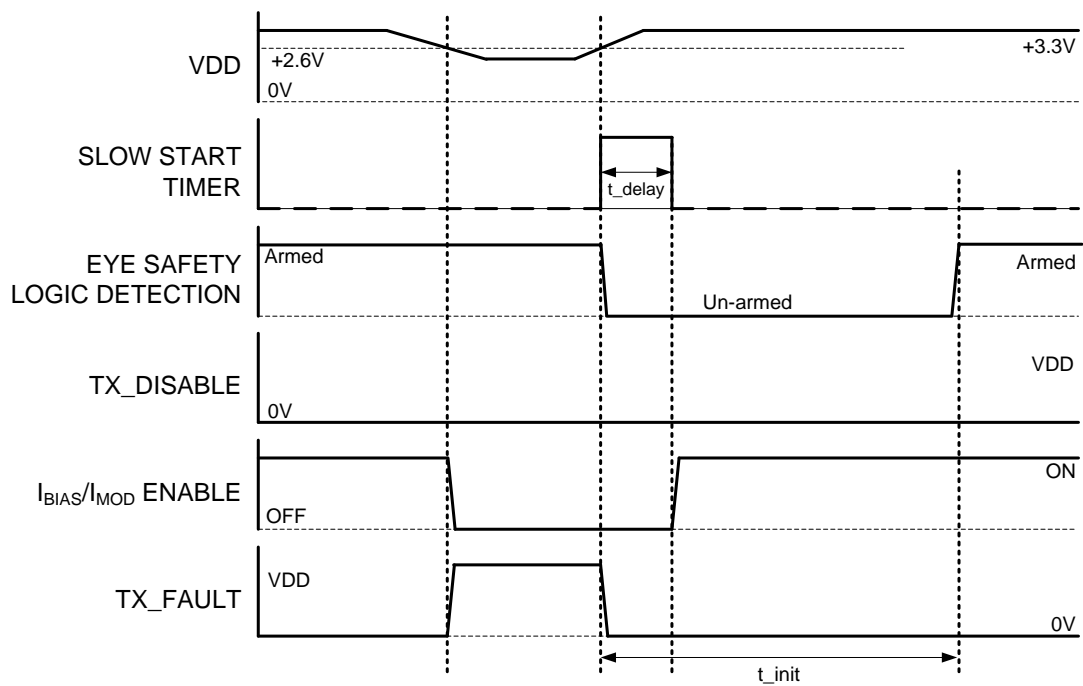 VDD
+2.6V
0V
+3.3V
SLOW START
TIMER
t_delay
EYE SAFETY
LOGIC DETECTION
Armed
Un-armed
Armed
TX_DISABLE
0V
VDD
IBIAS/IMOD ENABLE
OFF
ON
TX_FAULT
VDD
0V
t_init